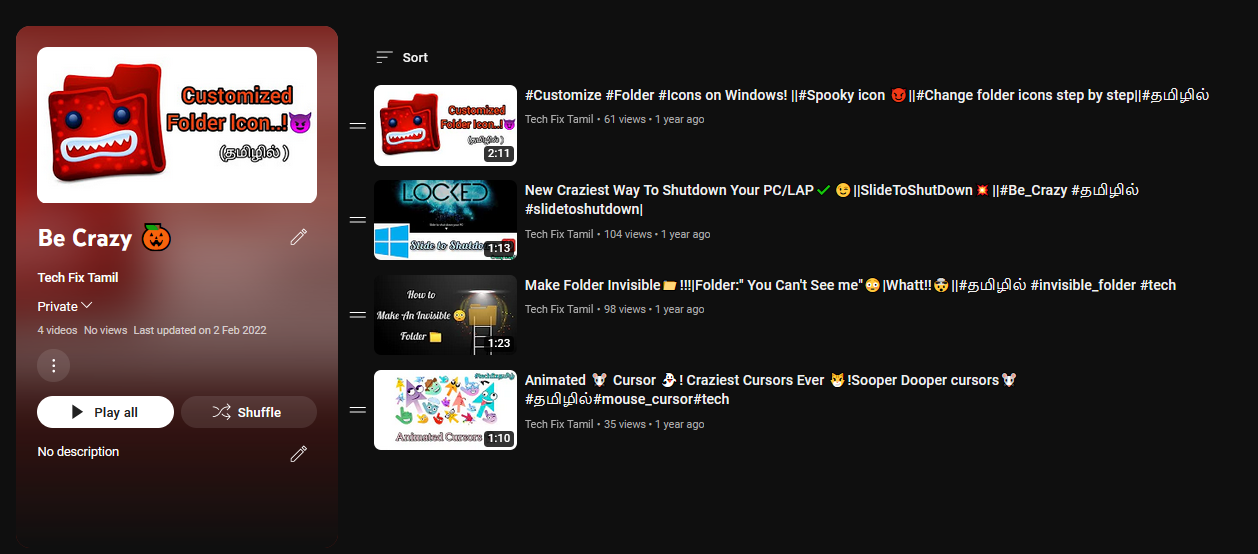 Customized
Folder Icon..!😈
(தமிழில் )
Be Crazy 🎃
Tech Fix Tamil
Private
4 videos No views Last updated on 2 Feb 2022
Play all
Shuffle
No description
Sort
Customized
Folder Icon..!😈
(தமிழில் )
2:11
#Customize #Folder #Icons on Windows! ||#Spooky icon 👿||#Change folder icons step by step||#தமிழில்
Tech Fix Tamil • 61 views • 1 year ago
LOCKED
Slide to Shutdo
1:13
New Craziest Way To Shutdown Your PC/LAP ✔ 😉||SlideToShutDown 💥||#Be_Crazy #தமிழில்
#slidetoshutdown|
Tech Fix Tamil • 104 views • 1 year ago
How to
Make An Invisible 😳
Folder 📁
1:23
Make Folder Invisible📁!!!|Folder:" You Can't See me"😳|Whatt!!🤯||#தமிழில் #invisible_folder #tech
Tech Fix Tamil • 98 views • 1 year ago
Animated Cursors
1:10
Animated 🐭 Cursor 👻! Craziest Cursors Ever 😼!Sooper Dooper cursors🐭
#தமிழில்#mouse_cursor#tech
Tech Fix Tamil • 35 views • 1 year ago